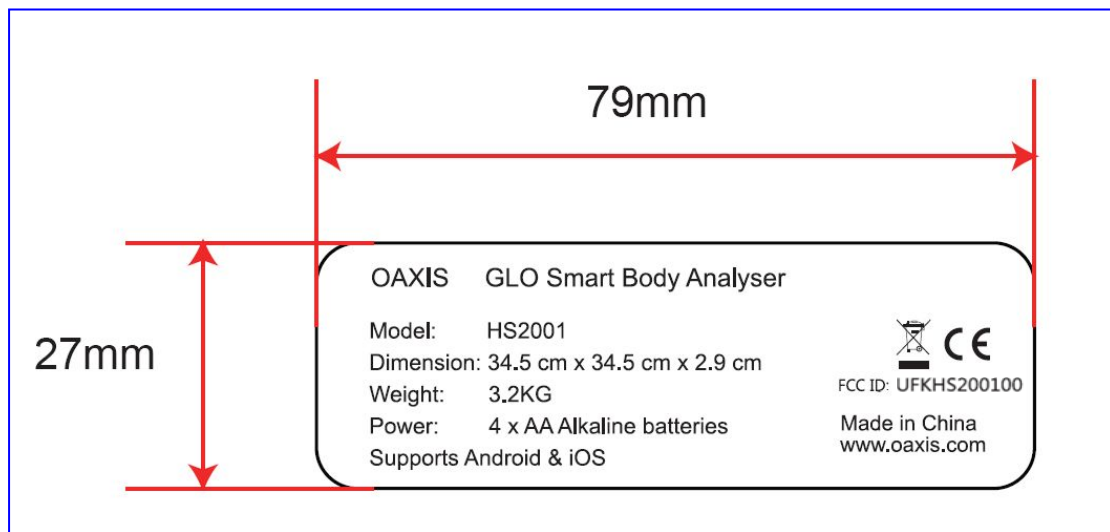 79mm
27mm
OAXIS GLO Smart Body Analyser
Model: HS2001
Dimension: 34.5 cm x 34.5 cm x 2.9 cm
Weight: 3.2KG
Power: 4 x AA Alkaline batteries
Supports Android & iOS
CE
FCC ID: UFKHS200100
Made in China
www.oaxis.com